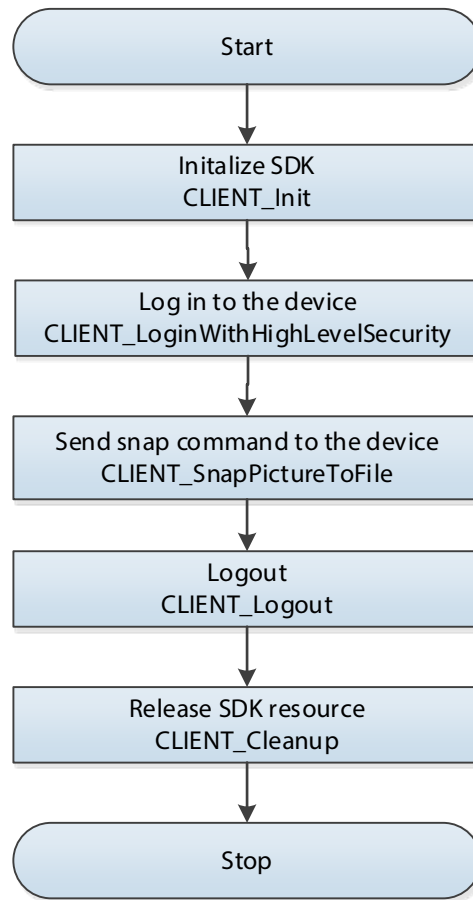 Start
Initalize SDK
CLIENT_Init
Log in to the device
CLIENT_LoginWithHighLevelSecurity
Send snap command to the device
CLIENT_SnapPictureToFile
Logout
CLIENT_Logout
Release SDK resource
CLIENT_Cleanup
Stop